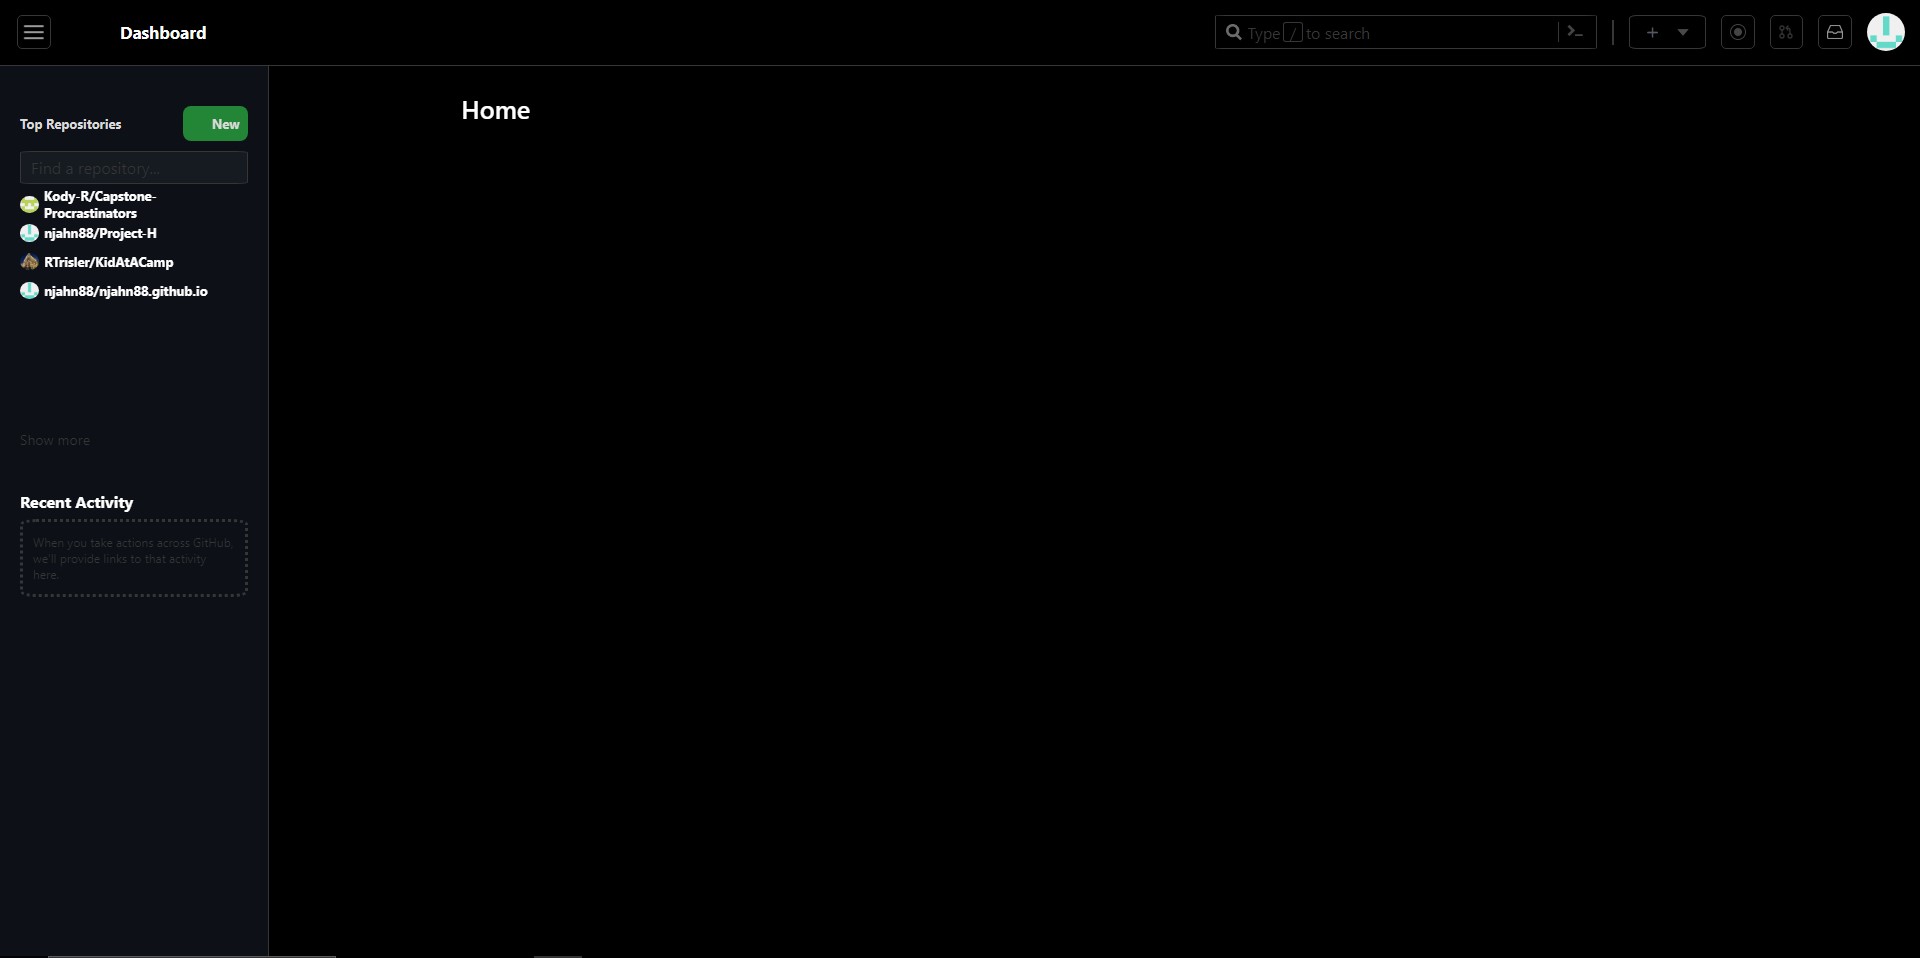 Dashboard
Type / to search
Home
Top Repositories
New
Find a repository...
Kody-R/Capstone-
Procrastinators
njahn88/Project-H
RTrisler/KidAtACamp
njahn88/njahn88.github.io
Show more
Recent Activity
When you take actions across GitHub,
we'll provide links to that activity
here.